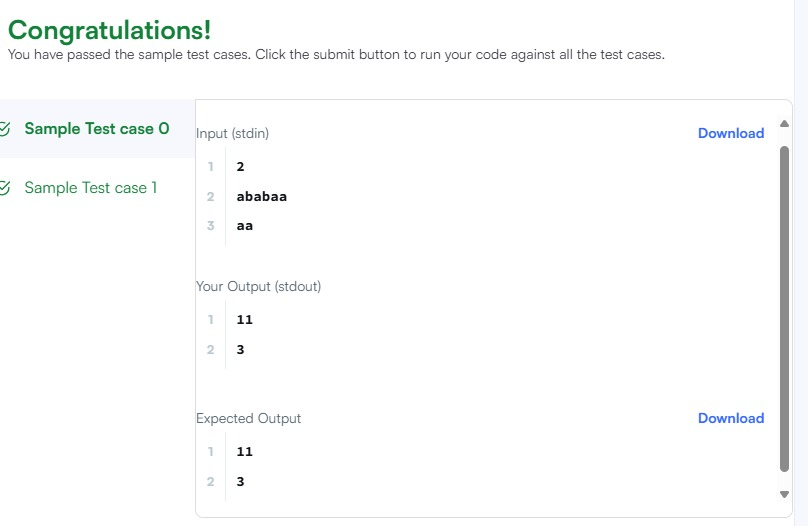 Congratulations!
You have passed the sample test cases. Click the submit button to run your code against all the test cases.
Sample Test case 0
Sample Test case 1
Input (stdin)
Download
1 2
2 ababaa
3 aa
Your Output (stdout)
1 11
2 3
Expected Output
Download
1 11
2 3